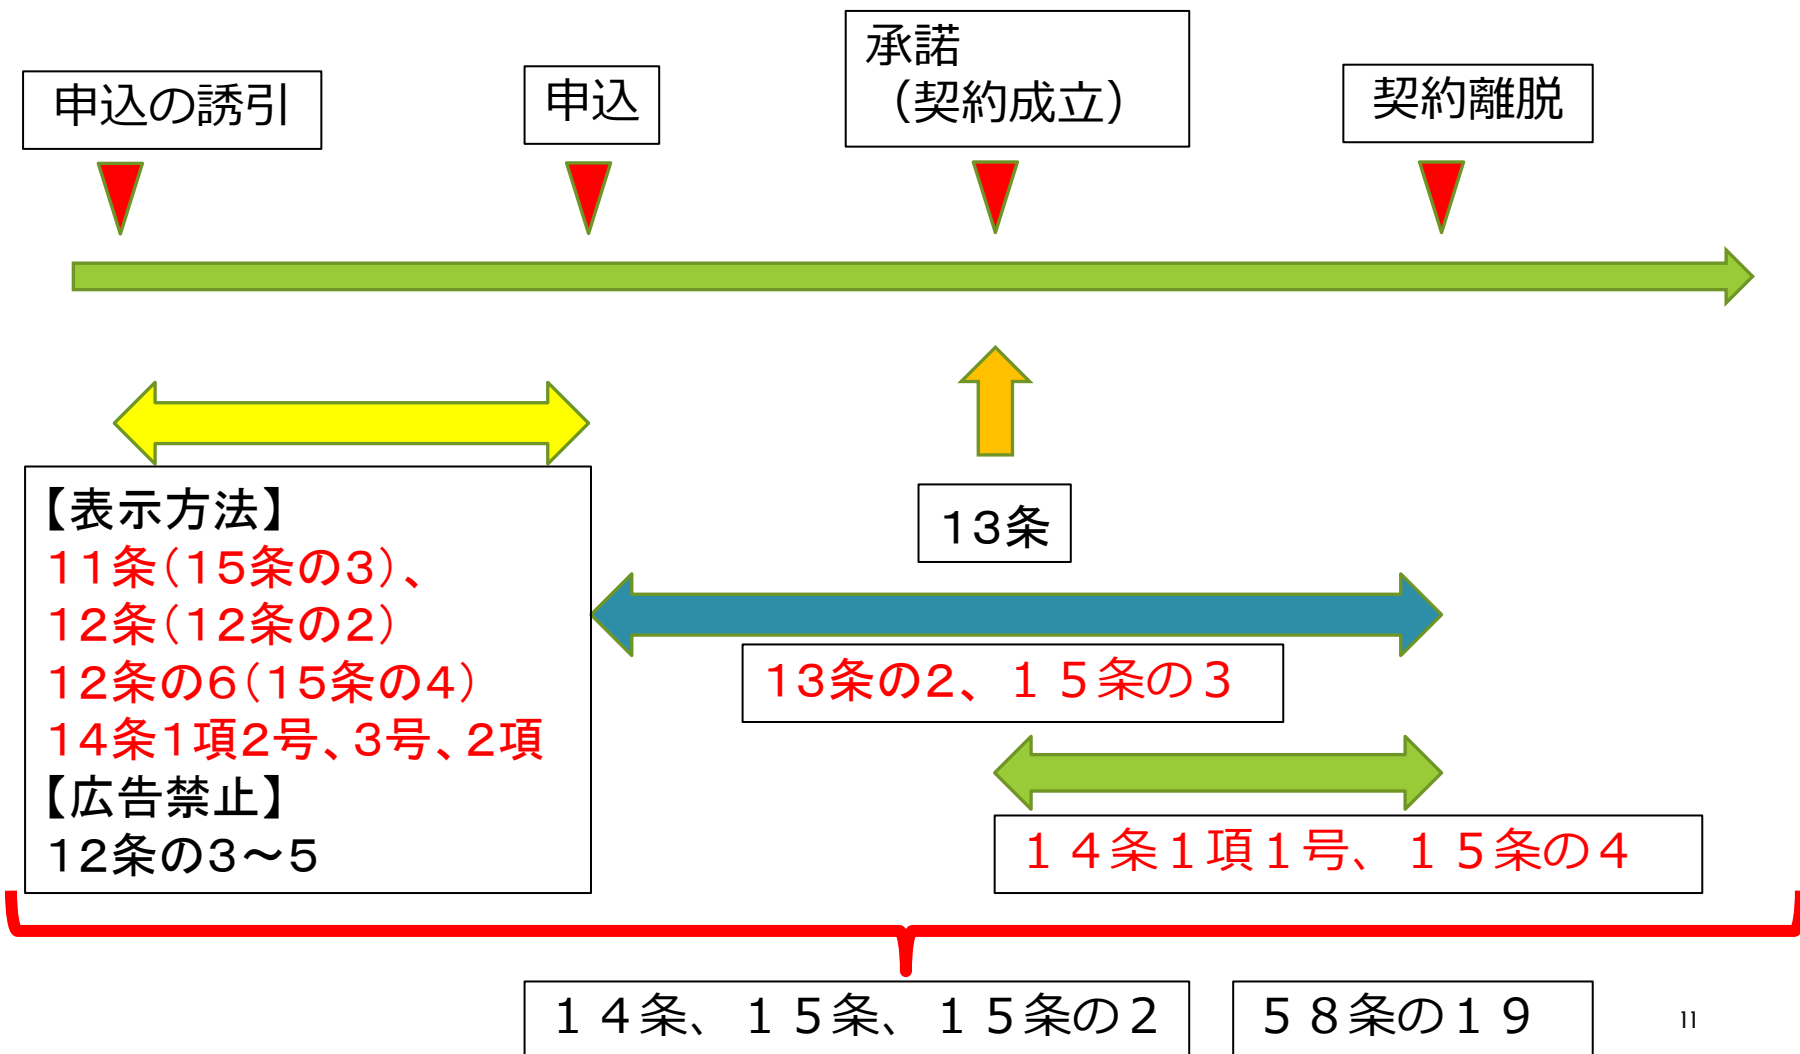 申込の誘引
申込
承諾
（契約成立）
契約離脱
【表示方法】
11条(15条の3)、
12条(12条の2)
12条の6(15条の4)
14条1項2号、3号、2項
【広告禁止】
12条の3～5
13条
13条の2、１５条の３
１４条１項１号、１５条の４
１４条、１５条、１５条の２
５８条の１９
11